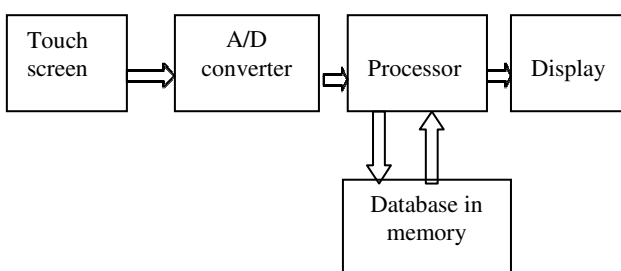 Touch
screen
A/D
converter
Processor
Display
Database in
memory